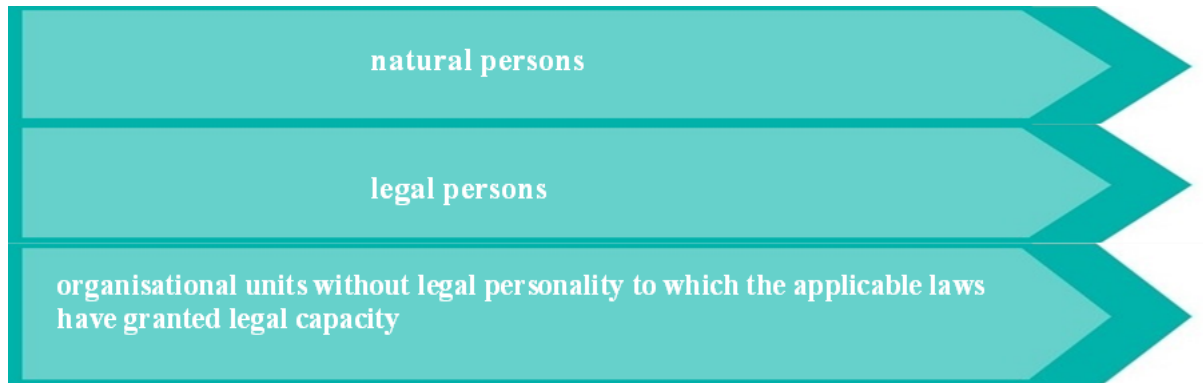 natural persons
legal persons
organisational units without legal personality to which the applicable laws
have granted legal capacity